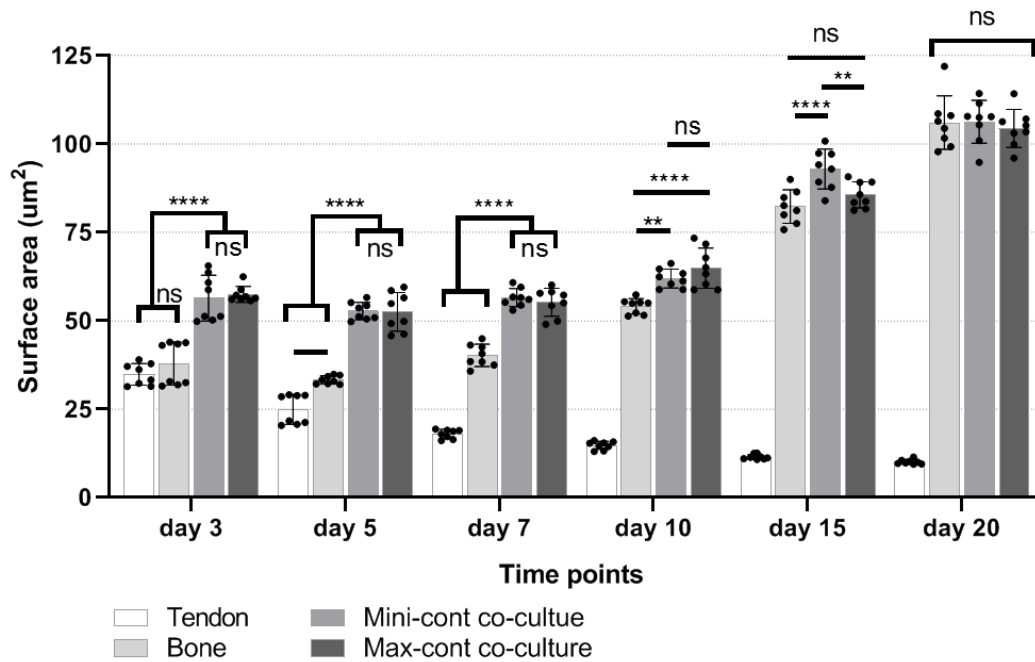 ns
ns
125
**
****
ns
100
****
****
****
****
**
75
ns
ns
ns
ns
50
25
0
Surface area (um²)
day 3 day 5 day 7 day 10 day 15 day 20
Time points
Tendon Mini-cont co-cultue
Bone Max-cont co-culture